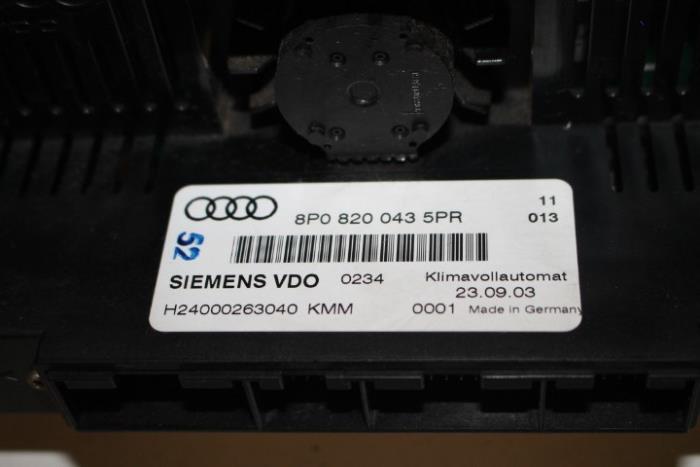 8P0 820 043 5PR
11
013
52
SIEMENS VDO 0234 Klimavollautomat
23.09.03
H24000263040 KMM 0001 Made in Germany